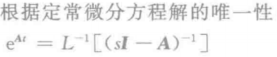 根据定常微分方程解的唯一性
e^{At} = L^{-1}[(sI - A)^{-1}]